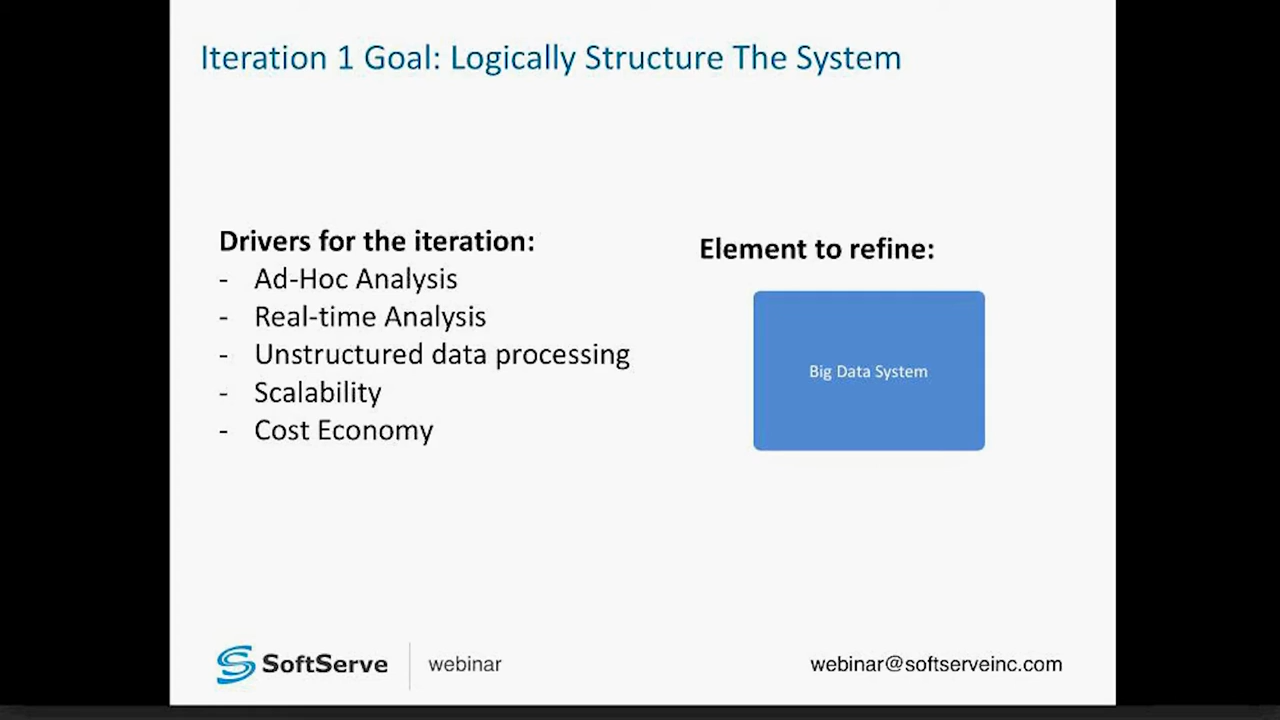 Iteration 1 Goal: Logically Structure The System
Drivers for the iteration:
- Ad-Hoc Analysis
- Real-time Analysis
- Unstructured data processing
- Scalability
- Cost Economy
Element to refine:
Big Data System
SoftServe webinar
webinar@softserveinc.com